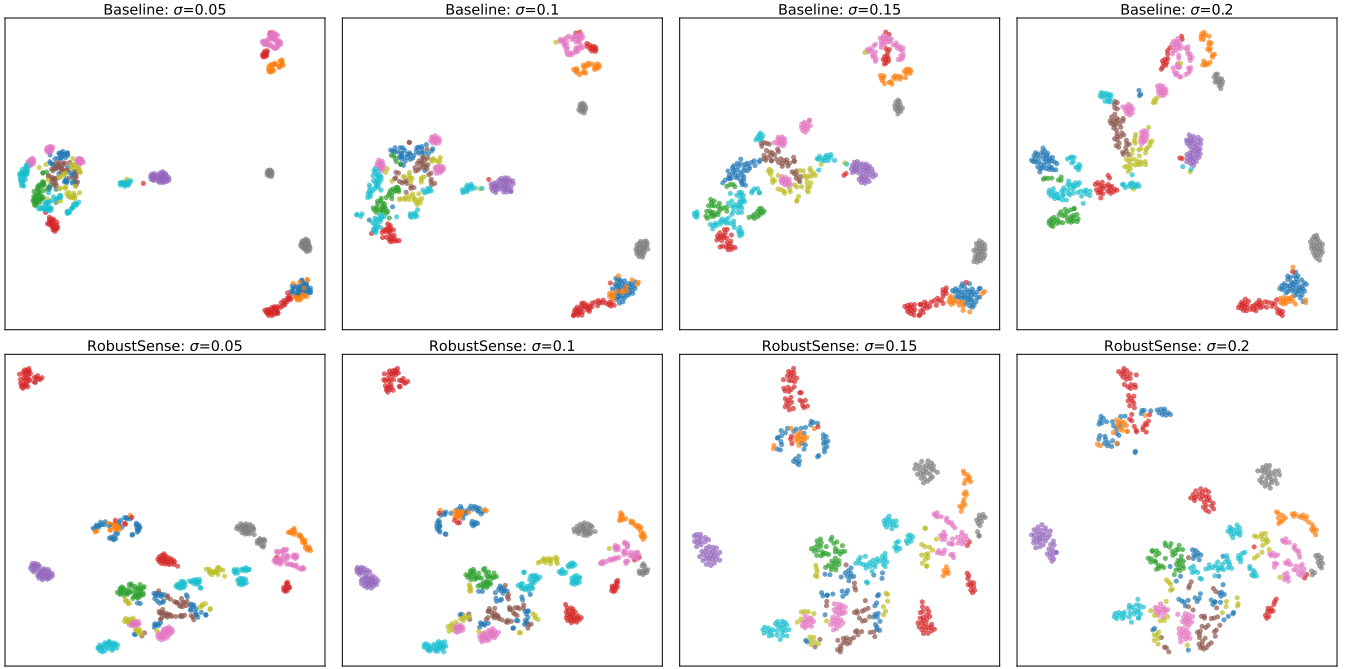 Baseline: σ=0.05
Baseline: σ=0.1
Baseline: σ=0.15
Baseline: σ=0.2
RobustSense: σ=0.05
RobustSense: σ=0.1
RobustSense: σ=0.15
RobustSense: σ=0.2